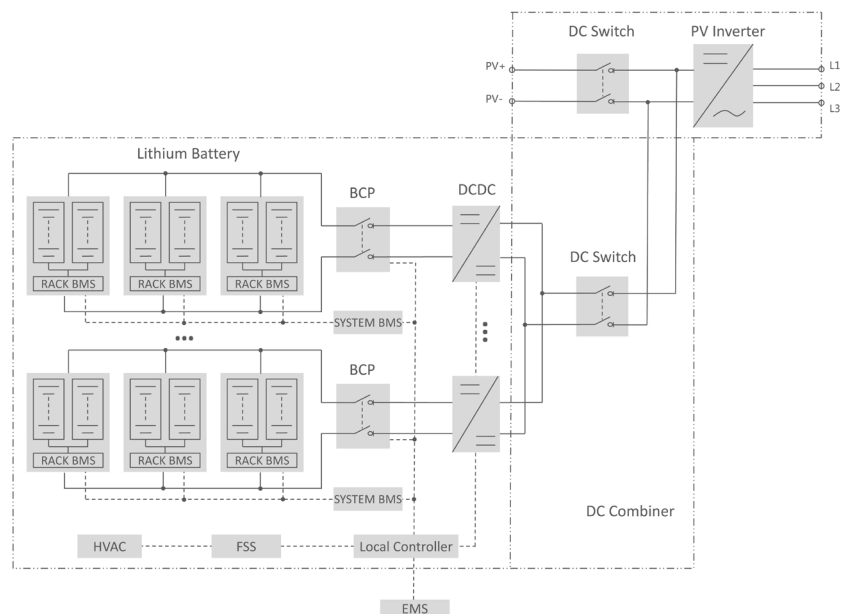 DC Switch
PV Inverter
PV+
L1
L2
PV-
L3
Lithium Battery
BCP
DCDC
DC Switch
RACK BMS
RACK BMS
RACK BMS
SYSTEM BMS
BCP
RACK BMS
RACK BMS
RACK BMS
SYSTEM BMS
DC Combiner
HVAC
FSS
Local Controller
EMS